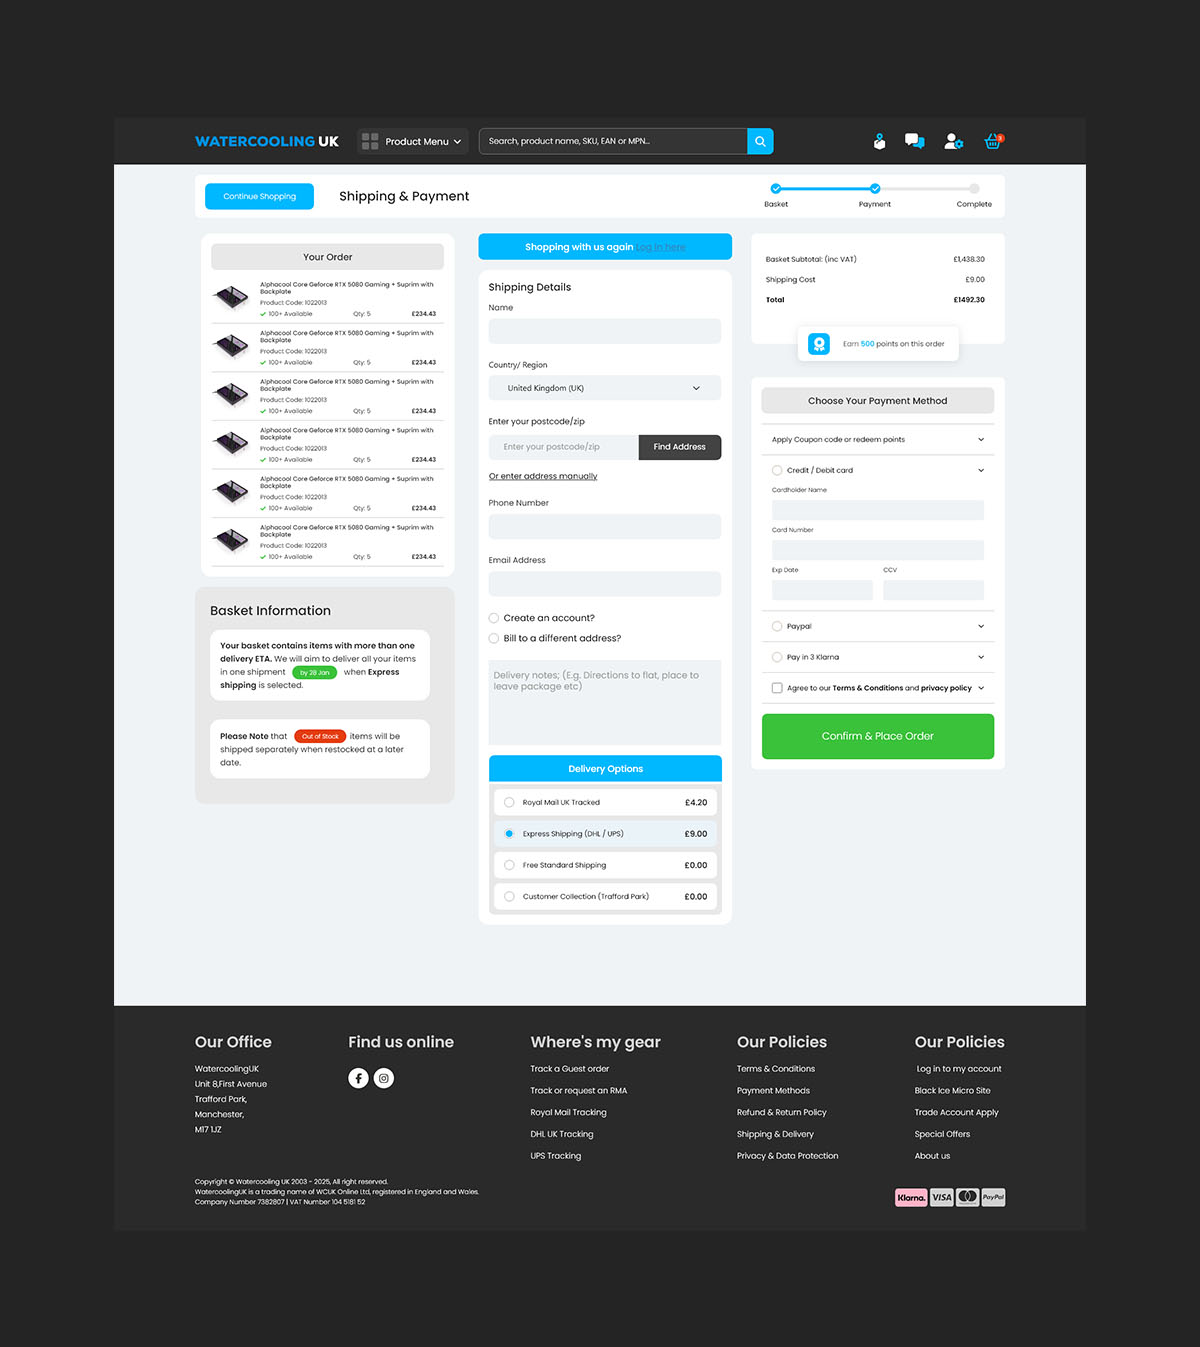 WATERCOOLING UK
Product Menu
Search, product name, SKU, EAN or MPN...
3
Continue Shopping
Shipping & Payment
Basket
Payment
Complete
Your Order
Alphacool Core Geforce RTX 5080 Gaming + Suprim with
Backplate
Product Code: 1022013
100+ Available Qty: 5 £234.43
Alphacool Core Geforce RTX 5080 Gaming + Suprim with
Backplate
Product Code: 1022013
100+ Available Qty: 5 £234.43
Alphacool Core Geforce RTX 5080 Gaming + Suprim with
Backplate
Product Code: 1022013
100+ Available Qty: 5 £234.43
Alphacool Core Geforce RTX 5080 Gaming + Suprim with
Backplate
Product Code: 1022013
100+ Available Qty: 5 £234.43
Alphacool Core Geforce RTX 5080 Gaming + Suprim with
Backplate
Product Code: 1022013
100+ Available Qty: 5 £234.43
Alphacool Core Geforce RTX 5080 Gaming + Suprim with
Backplate
Product Code: 1022013
100+ Available Qty: 5 £234.43
Basket Information
Your basket contains items with more than one
delivery ETA. We will aim to deliver all your items
in one shipment by 28 Jan when Express
shipping is selected.
Please Note that Out of Stock items will be
shipped separately when restocked at a later
date.
Shopping with us again Log in here
Shipping Details
Name
Country/ Region
United Kingdom (UK)
Enter your postcode/zip
Enter your postcode/zip
Find Address
Or enter address manually
Phone Number
Email Address
Create an account?
Bill to a different address?
Delivery notes; (E.g. Directions to flat, place to
leave package etc)
Delivery Options
Royal Mail UK Tracked £4.20
Express Shipping (DHL / UPS) £9.00
Free Standard Shipping £0.00
Customer Collection (Trafford Park) £0.00
Basket Subtotal: (inc VAT) £1,438.30
Shipping Cost £9.00
Total £1492.30
Earn 500 points on this order
Choose Your Payment Method
Apply Coupon code or redeem points
Credit / Debit card
Cardholder Name
Card Number
Exp Date
CCV
Paypal
Pay in 3 Klarna
Agree to our Terms & Conditions and privacy policy
Confirm & Place Order
Our Office
WatercoolingUK
Unit 8,First Avenue
Trafford Park,
Manchester,
M17 1JZ
Find us online
Where's my gear
Track a Guest order
Track or request an RMA
Royal Mail Tracking
DHL UK Tracking
UPS Tracking
Our Policies
Terms & Conditions
Payment Methods
Refund & Return Policy
Shipping & Delivery
Privacy & Data Protection
Our Policies
Log in to my account
Black Ice Micro Site
Trade Account Apply
Special Offers
About us
Copyright © Watercooling UK 2003 - 2025, All right reserved.
WatercoolingUK is a trading name of WCUK Online Ltd, registered in England and Wales.
Company Number 7382807 | VAT Number 104 5181 52
Klarna.
VISA
PayPal